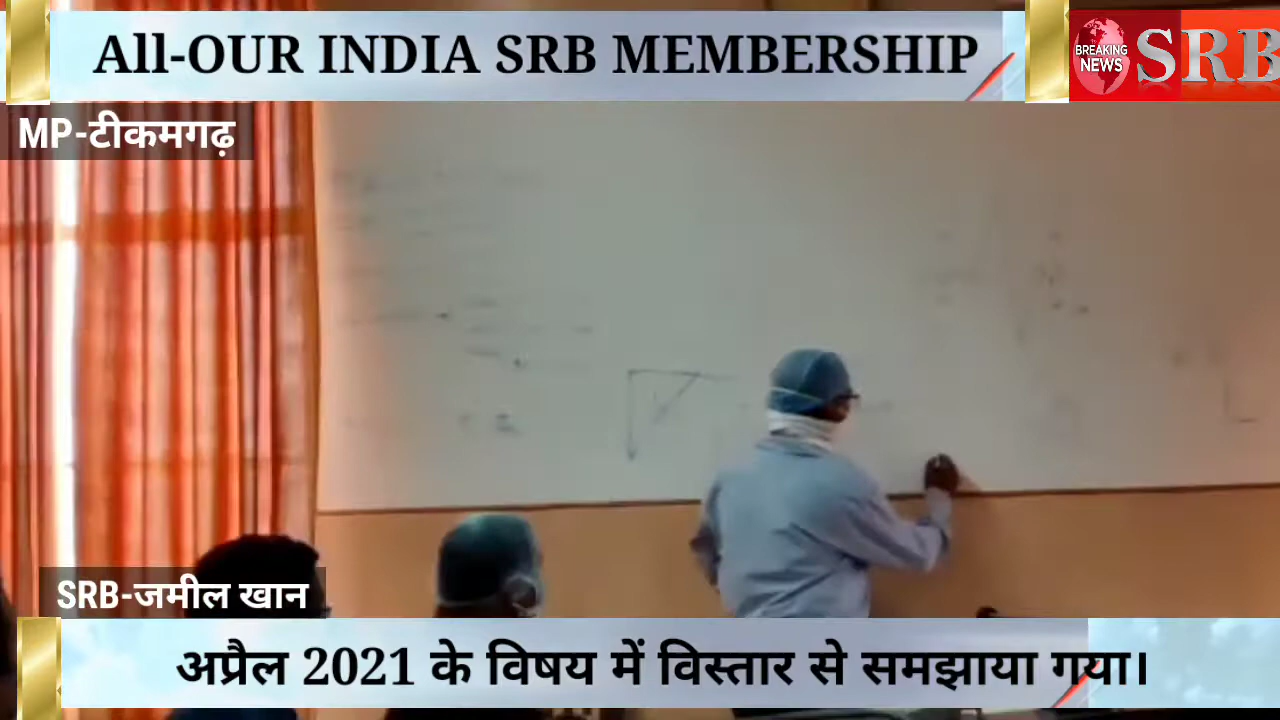 All-OUR INDIA SRB MEMBERSHIP
BREAKING
NEWS
SRB
MP-टीकमगढ़
SRB-जमील खान
अप्रैल 2021 के विषय में विस्तार से समझाया गया।